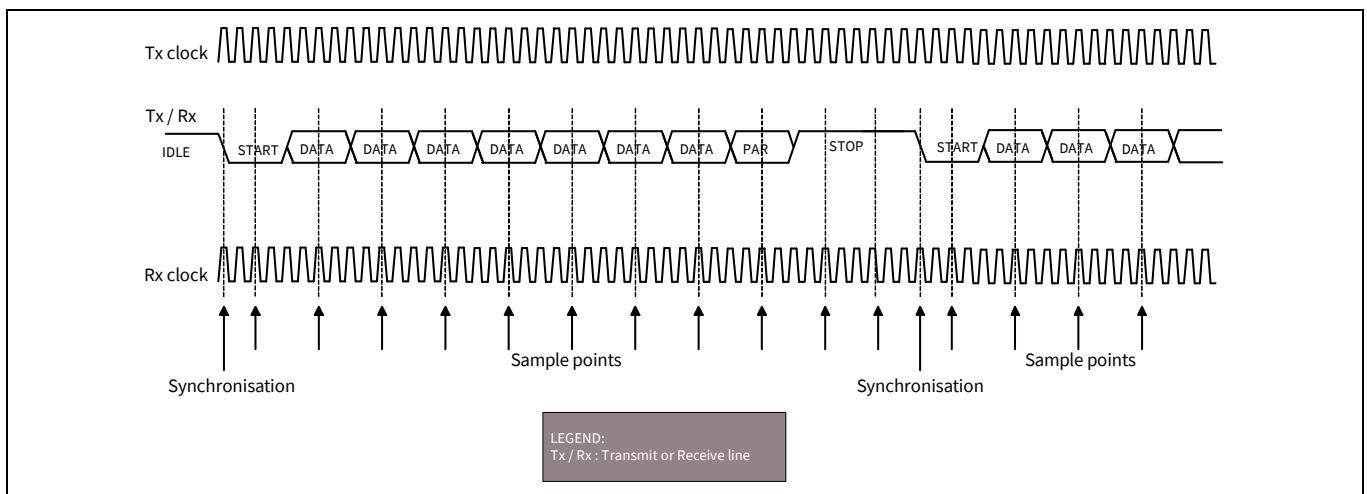 Tx clock
Tx / Rx
IDLE START DATA DATA DATA DATA DATA DATA DATA PAR STOP START DATA DATA DATA
Rx clock
Sample points Sample points
Synchronisation Synchronisation
LEGEND:
Tx / Rx : Transmit or Receive line